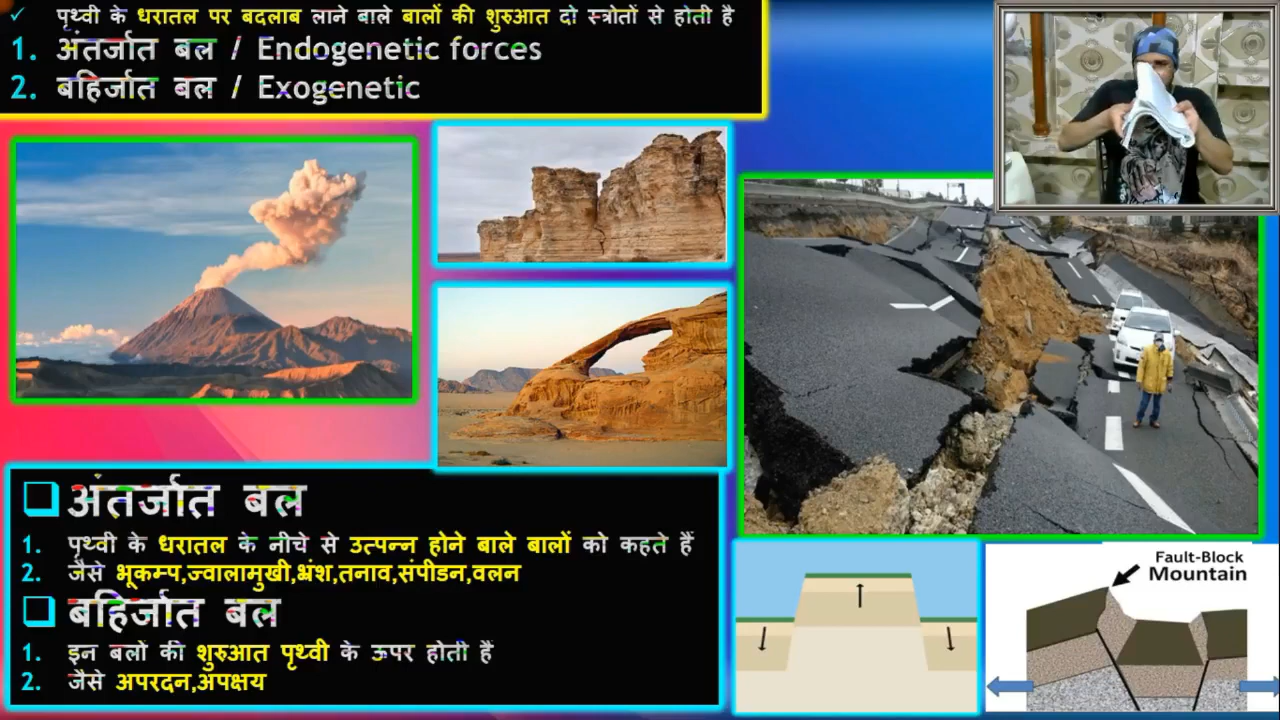 ✓ पृथ्वी के धरातल पर बदलाब लाने बाले बालों की शुरुआत दो स्त्रोतों से होती है
1. अंतर्जात बल / Endogenetic forces
2. बहिर्जात बल / Exogenetic
❑ अंतर्जात बल
1. पृथ्वी के धरातल के नीचे से उत्पन्न होने बाले बालों को कहते हैं
2. जैसे भूकम्प,ज्वालामुखी,भ्रंश,तनाव,संपीडन,वलन
❑ बहिर्जात बल
1. इन बलों की शुरुआत पृथ्वी के ऊपर होती हैं
2. जैसे अपरदन,अपक्षय
Fault-Block
Mountain